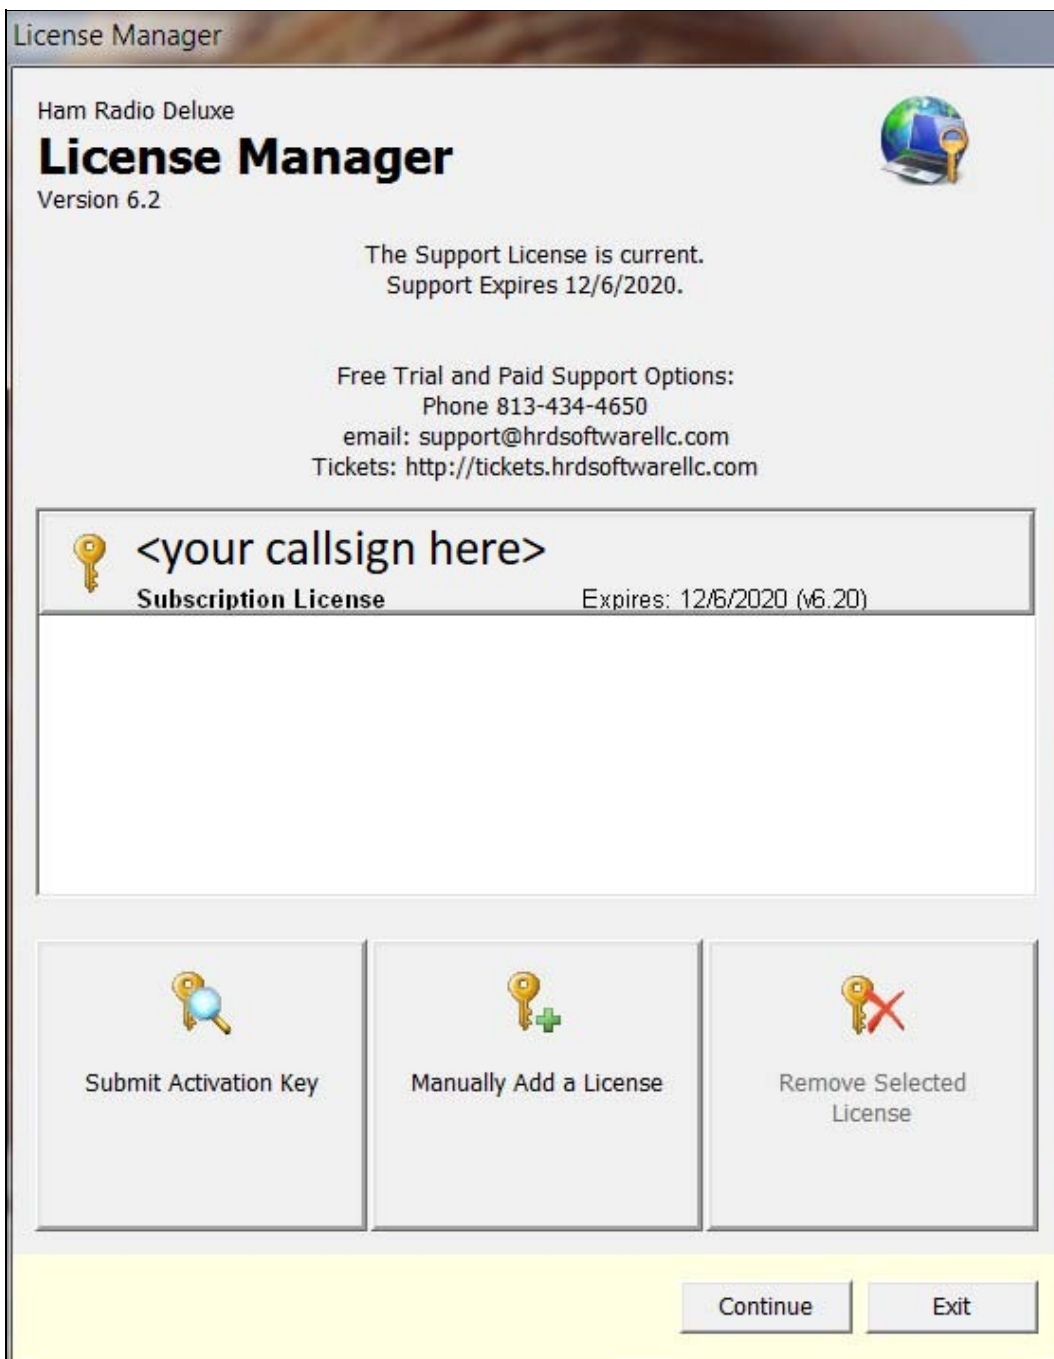 License Manager
Ham Radio Deluxe
License Manager
Version 6.2
The Support License is current.
Support Expires 12/6/2020.
Free Trial and Paid Support Options:
Phone 813-434-4650
email: support@hrdsoftwarellc.com
Tickets: http://tickets.hrdsoftwarellc.com
<your callsign here>
Subscription License Expires: 12/6/2020 (v6.20)
Submit Activation Key
Manually Add a License
Remove Selected
License
Continue
Exit